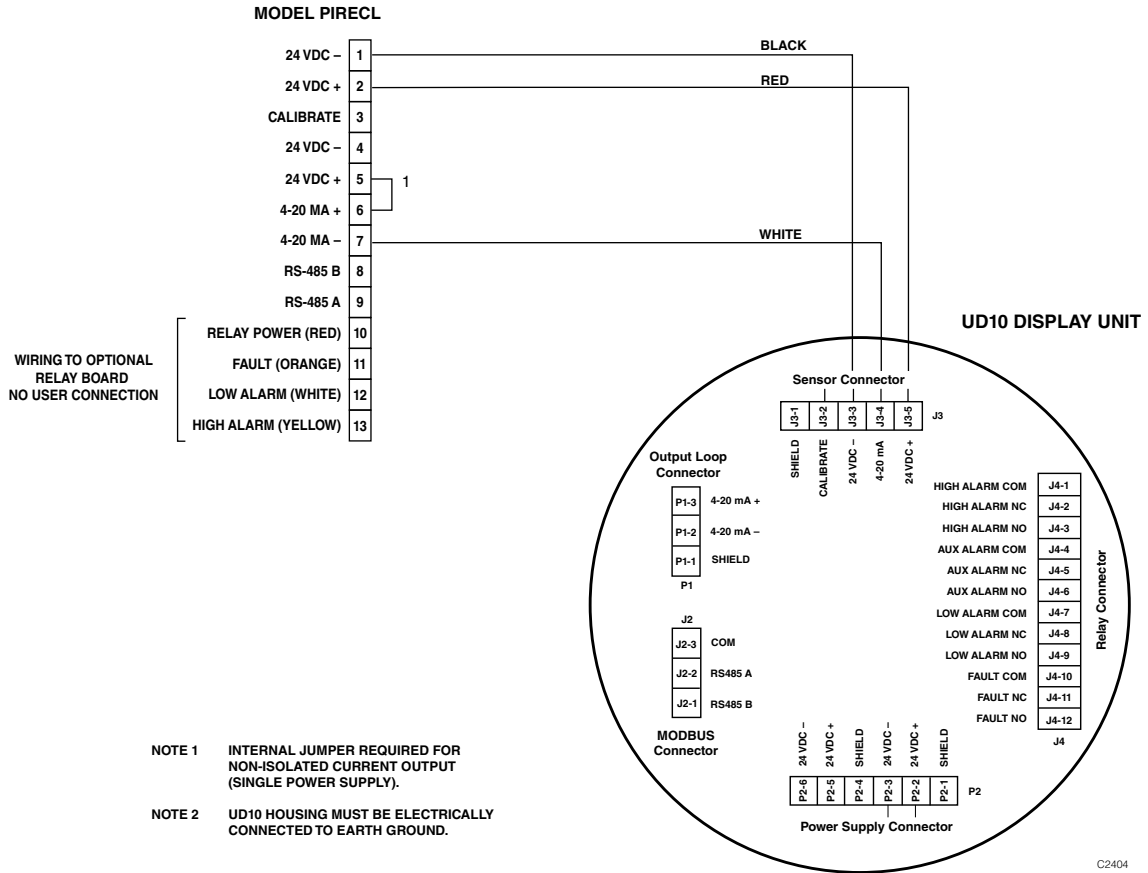 MODEL PIRECL
24 VDC – 1
24 VDC + 2
CALIBRATE 3
24 VDC – 4
24 VDC + 5
4-20 MA + 6
4-20 MA – 7
RS-485 B 8
RS-485 A 9
RELAY POWER (RED) 10
FAULT (ORANGE) 11
LOW ALARM (WHITE) 12
HIGH ALARM (YELLOW) 13
1
WIRING TO OPTIONAL
RELAY BOARD
NO USER CONNECTION
BLACK
RED
WHITE
UD10 DISPLAY UNIT
Sensor Connector
J3-1 J3-2 J3-3 J3-4 J3-5 J3
SHIELD
CALIBRATE
24 VDC –
4-20 mA
24 VDC +
Output Loop
Connector
P1-3 4-20 mA +
P1-2 4-20 mA –
P1-1 SHIELD
P1
J2
J2-3 COM
J2-2 RS485 A
J2-1 RS485 B
MODBUS
Connector
HIGH ALARM COM J4-1
HIGH ALARM NC J4-2
HIGH ALARM NO J4-3
AUX ALARM COM J4-4
AUX ALARM NC J4-5
AUX ALARM NO J4-6
LOW ALARM COM J4-7
LOW ALARM NC J4-8
LOW ALARM NO J4-9
FAULT COM J4-10
FAULT NC J4-11
FAULT NO J4-12
J4
Relay Connector
24 VDC –
24 VDC +
SHIELD
24 VDC –
24 VDC +
SHIELD
P2-6 P2-5 P2-4 P2-3 P2-2 P2-1 P2
Power Supply Connector
NOTE 1 INTERNAL JUMPER REQUIRED FOR
NON-ISOLATED CURRENT OUTPUT
(SINGLE POWER SUPPLY).
NOTE 2 UD10 HOUSING MUST BE ELECTRICALLY
CONNECTED TO EARTH GROUND.
C2404